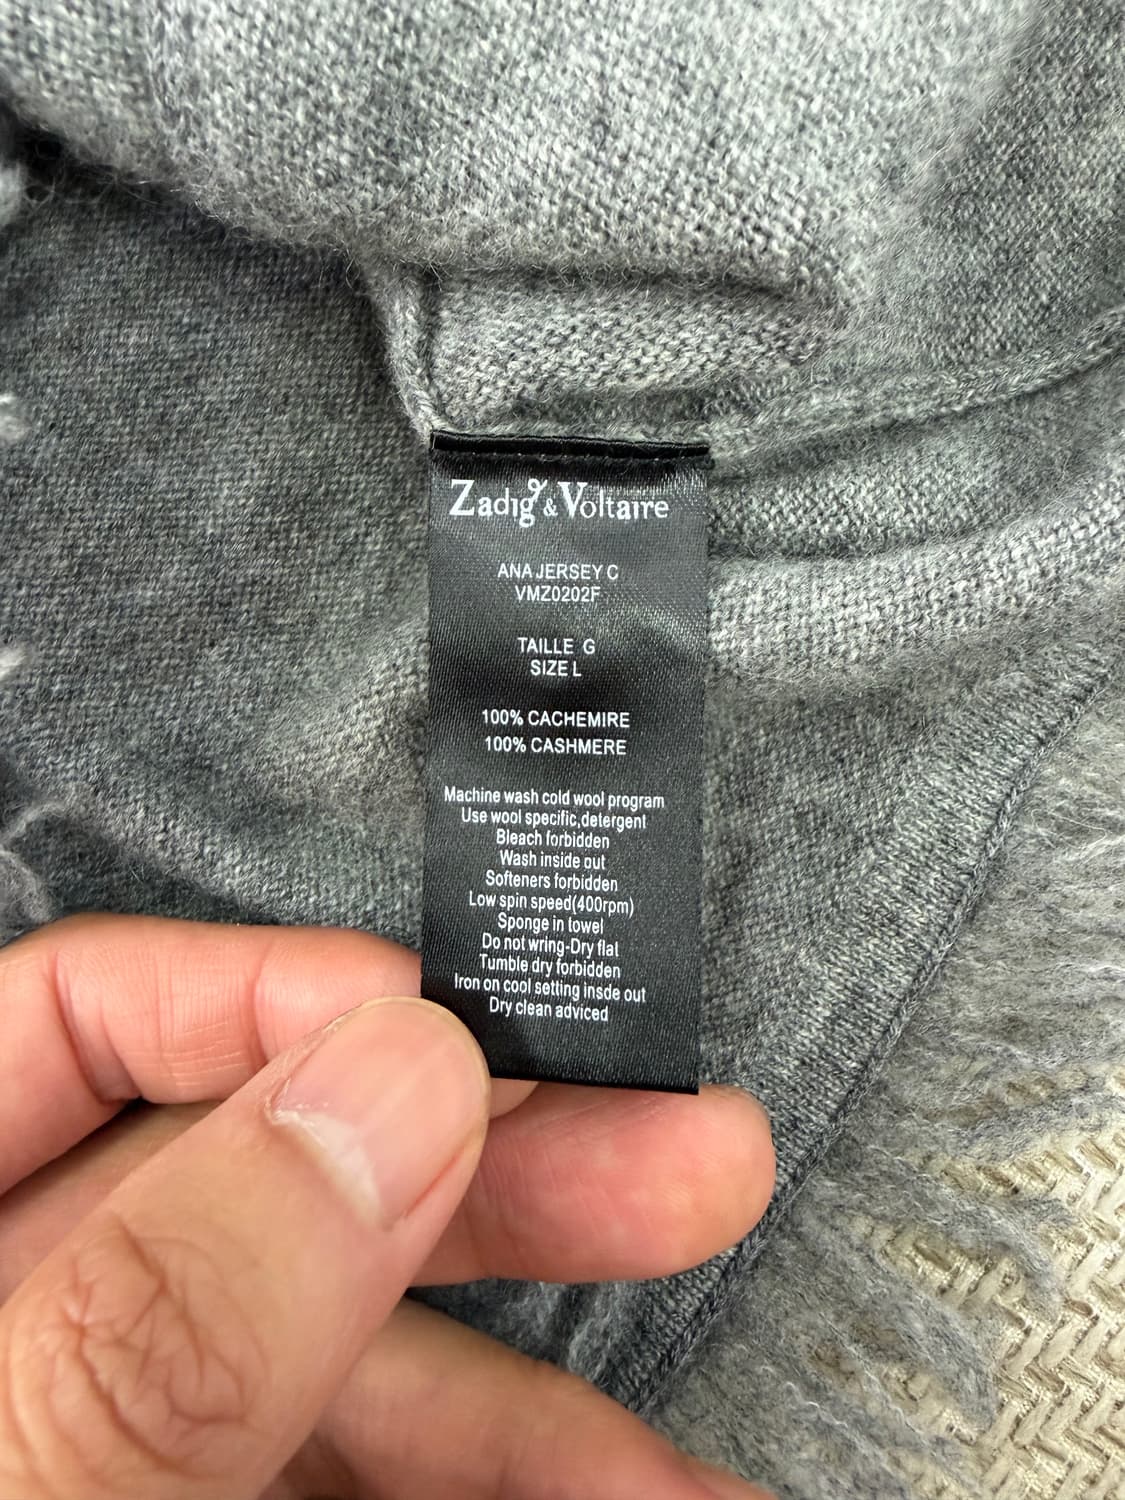 Zadig & Voltaire
ANA JERSEY C
VMZ0202F
TAILLE G
SIZE L
100% CACHEMIRE
100% CASHMERE
Machine wash cold wool program
Use wool specific,detergent
Bleach forbidden
Wash inside out
Softeners forbidden
Low spin speed(400rpm)
Sponge in towel
Do not wring-Dry flat
Tumble dry forbidden
Iron on cool setting insde out
Dry clean adviced